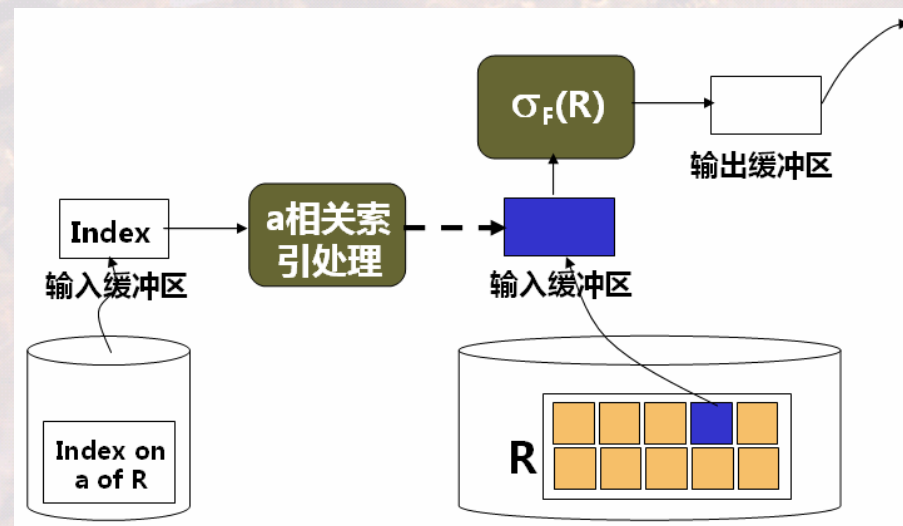 σF(R)
输出缓冲区
Index
a相关索
引处理
输入缓冲区
输入缓冲区
Index on
a of R
R